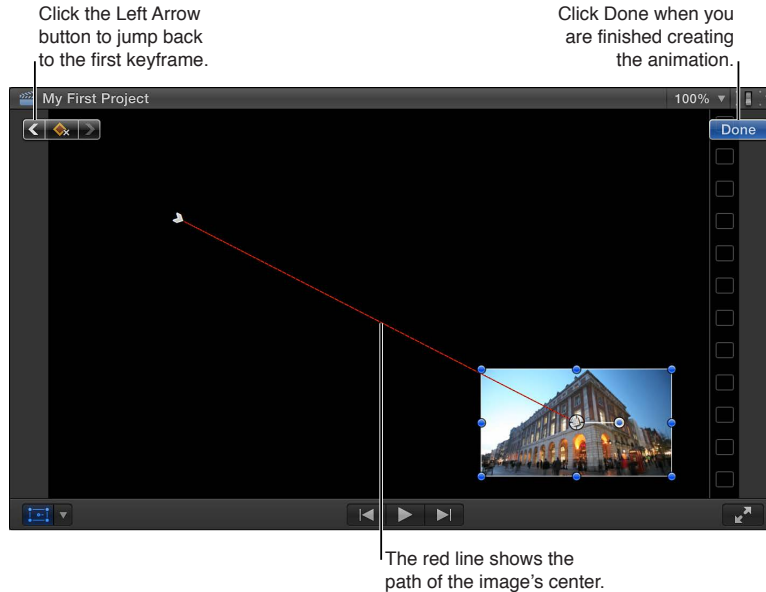 Click the Left Arrow
button to jump back
to the first keyframe.
Click Done when you
are finished creating
the animation.
My First Project
100%
Done
The red line shows the
path of the image’s center.